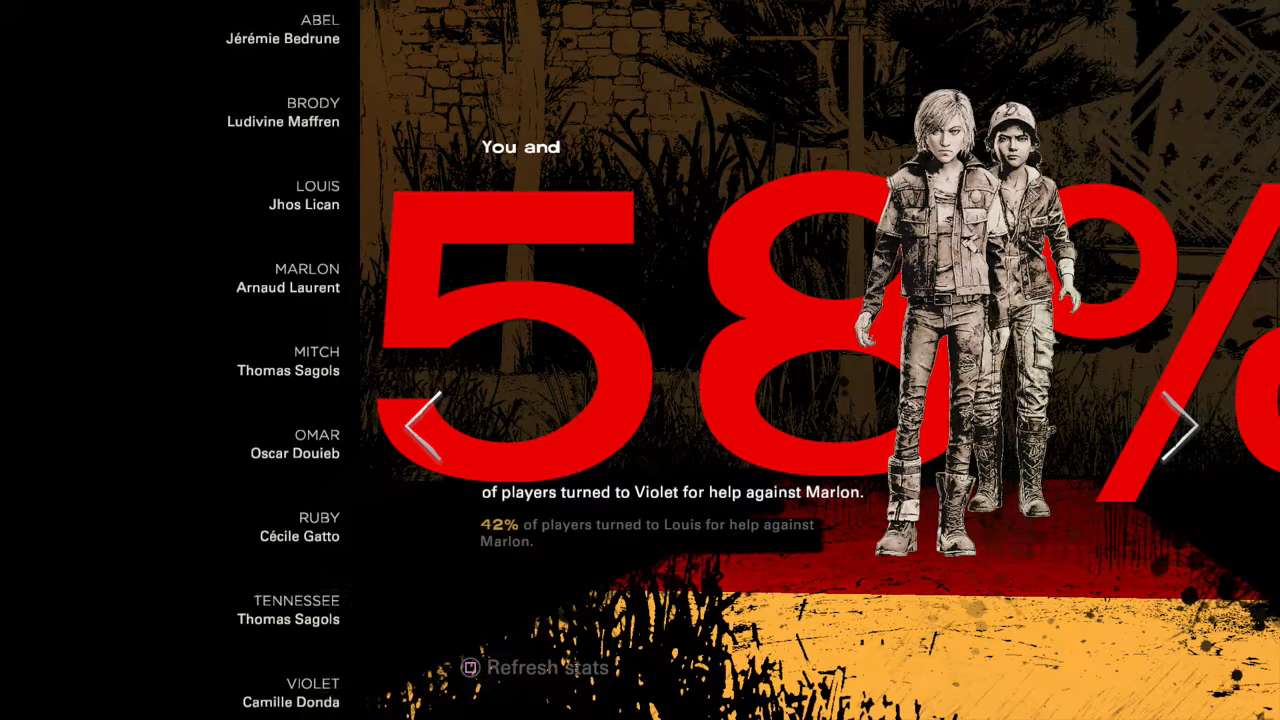 ABEL
Jérémie Bedrune
BRODY
Ludivine Maffren
LOUIS
Jhos Lican
MARLON
Arnaud Laurent
MITCH
Thomas Sagols
OMAR
Oscar Douieb
RUBY
Cécile Gatto
TENNESSEE
Thomas Sagols
VIOLET
Camille Donda
You and
58%
of players turned to Violet for help against Marlon.
42% of players turned to Louis for help against
Marlon.
Refresh stats